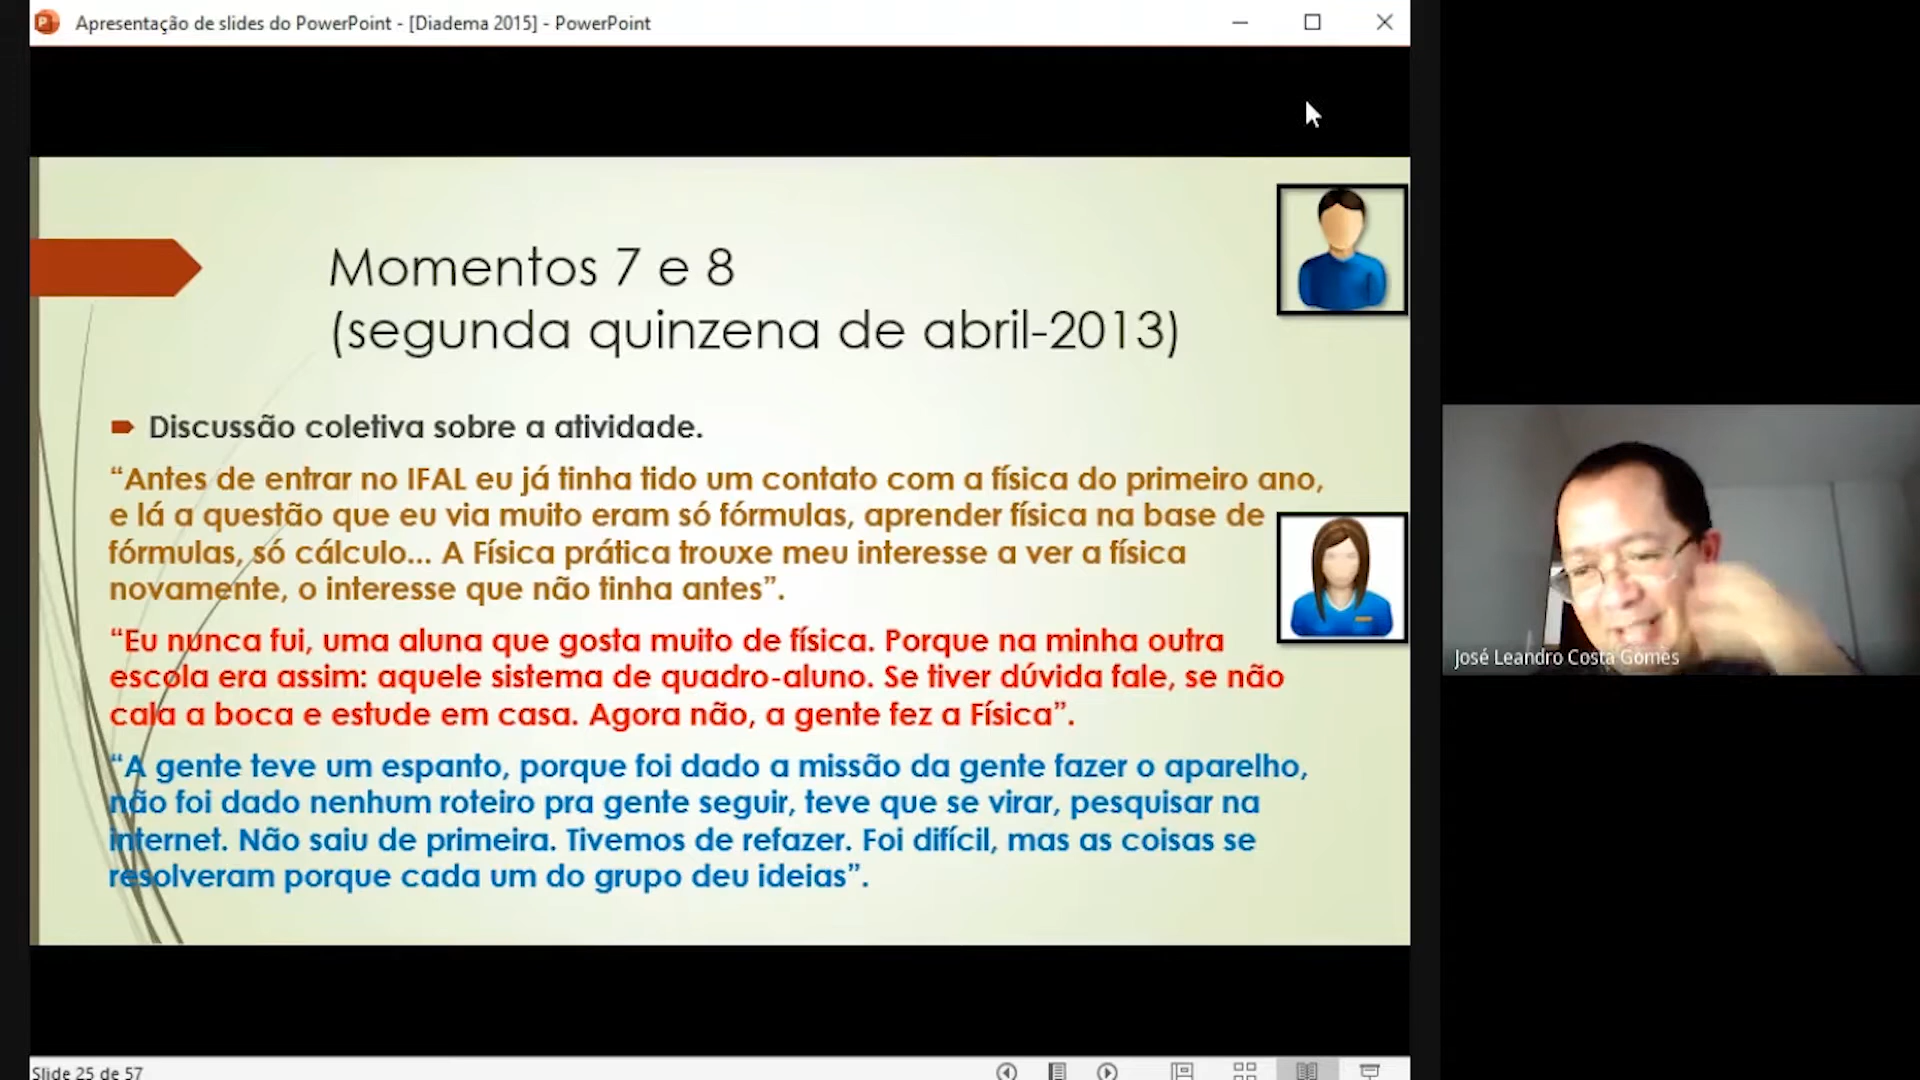 Apresentação de slides do PowerPoint - [Diadema 2015] - PowerPoint
Momentos 7 e 8
(segunda quinzena de abril-2013)
Discussão coletiva sobre a atividade.
“Antes de entrar no IFAL eu já tinha tido um contato com a física do primeiro ano,
e lá a questão que eu via muito eram só fórmulas, aprender física na base de
fórmulas, só cálculo... A Física prática trouxe meu interesse a ver a física
novamente, o interesse que não tinha antes”.
“Eu nunca fui, uma aluna que gosta muito de física. Porque na minha outra
escola era assim: aquele sistema de quadro-aluno. Se tiver dúvida fale, se não
cala a boca e estude em casa. Agora não, a gente fez a Física”.
“A gente teve um espanto, porque foi dado a missão da gente fazer o aparelho,
não foi dado nenhum roteiro pra gente seguir, teve que se virar, pesquisar na
internet. Não saiu de primeira. Tivemos de refazer. Foi difícil, mas as coisas se
resolveram porque cada um do grupo deu ideias”.
José Leandro Costa Gomes
Slide 25 de 57